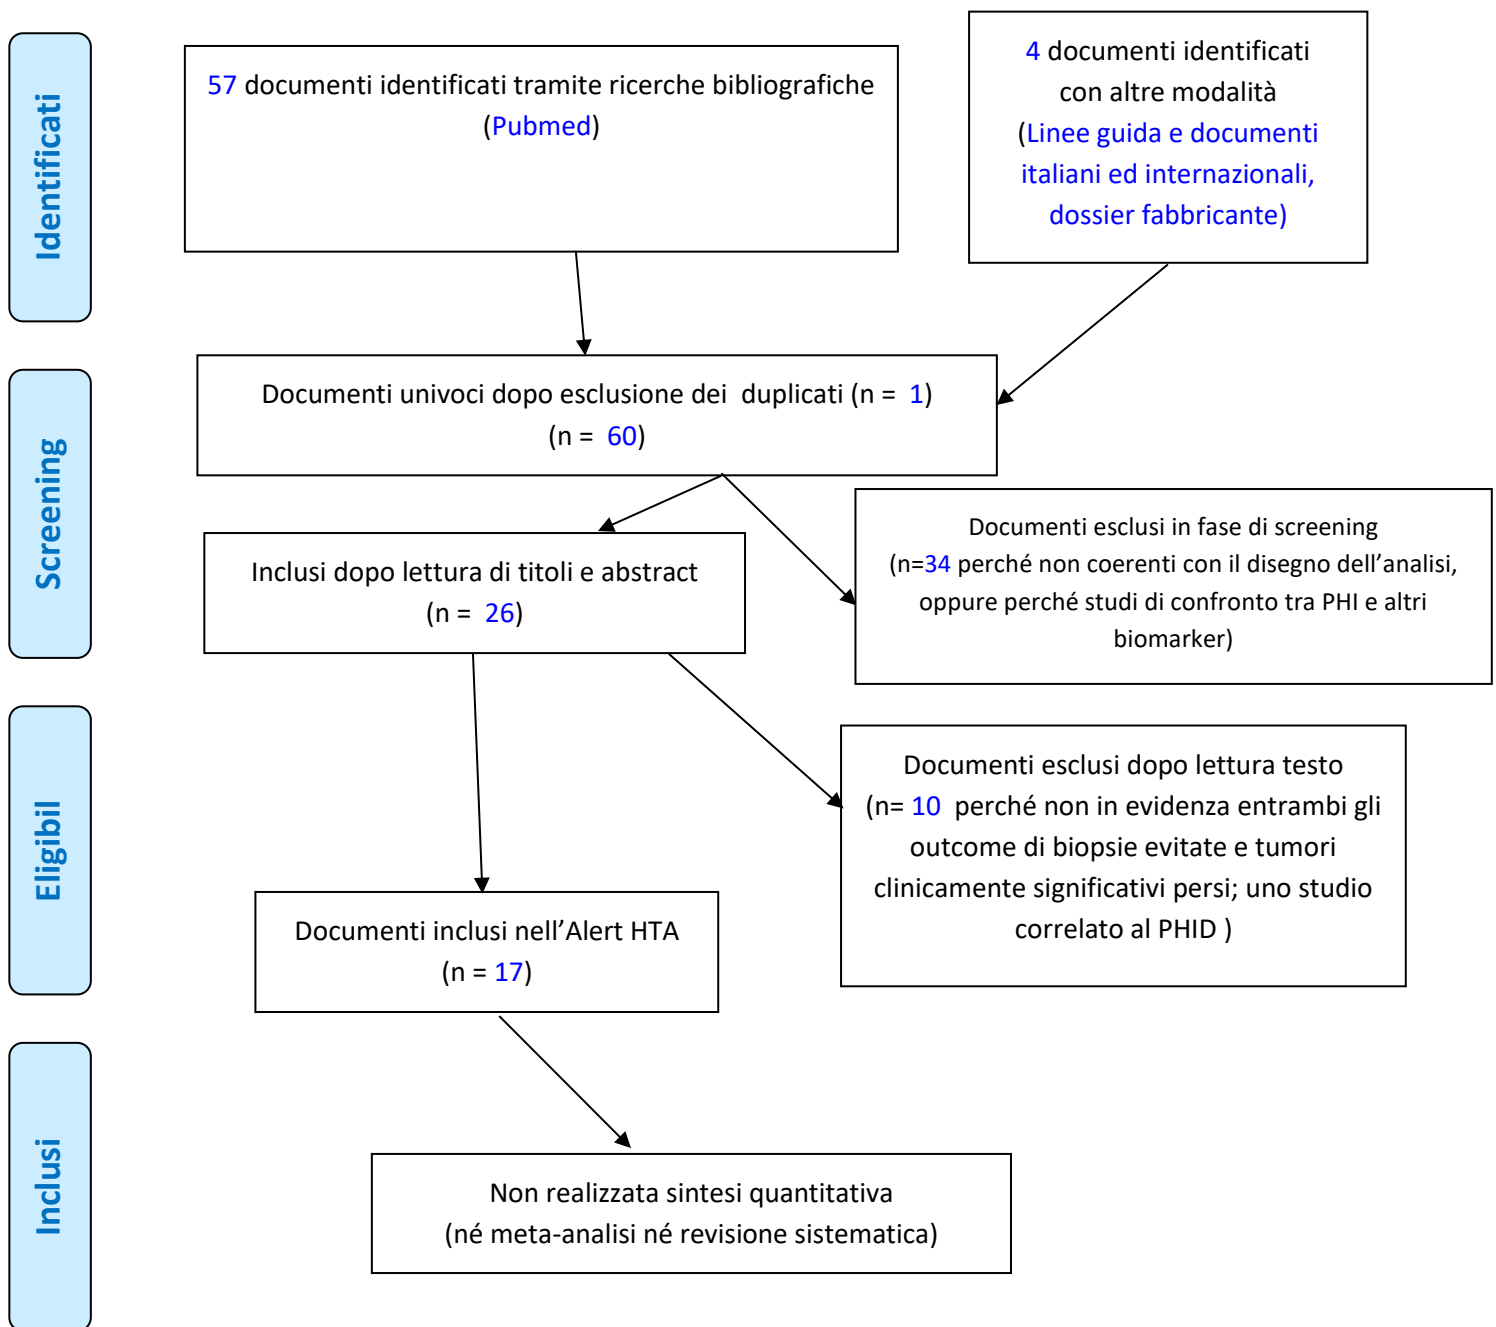 Identificati
57 documenti identificati tramite ricerche bibliografiche
(Pubmed)
4 documenti identificati
con altre modalità
(Linee guida e documenti
italiani ed internazionali,
dossier fabbricante)
Screening
Documenti univoci dopo esclusione dei duplicati (n = 1)
(n = 60)
Documenti esclusi in fase di screening
(n=34 perché non coerenti con il disegno dell’analisi,
oppure perché studi di confronto tra PHI e altri
biomarker)
Inclusi dopo lettura di titoli e abstract
(n = 26)
Eligibil
Documenti esclusi dopo lettura testo
(n= 10 perché non in evidenza entrambi gli
outcome di biopsie evitate e tumori
clinicamente significativi persi; uno studio
correlato al PHID )
Documenti inclusi nell’Alert HTA
(n = 17)
Inclusi
Non realizzata sintesi quantitativa
(né meta-analisi né revisione sistematica)